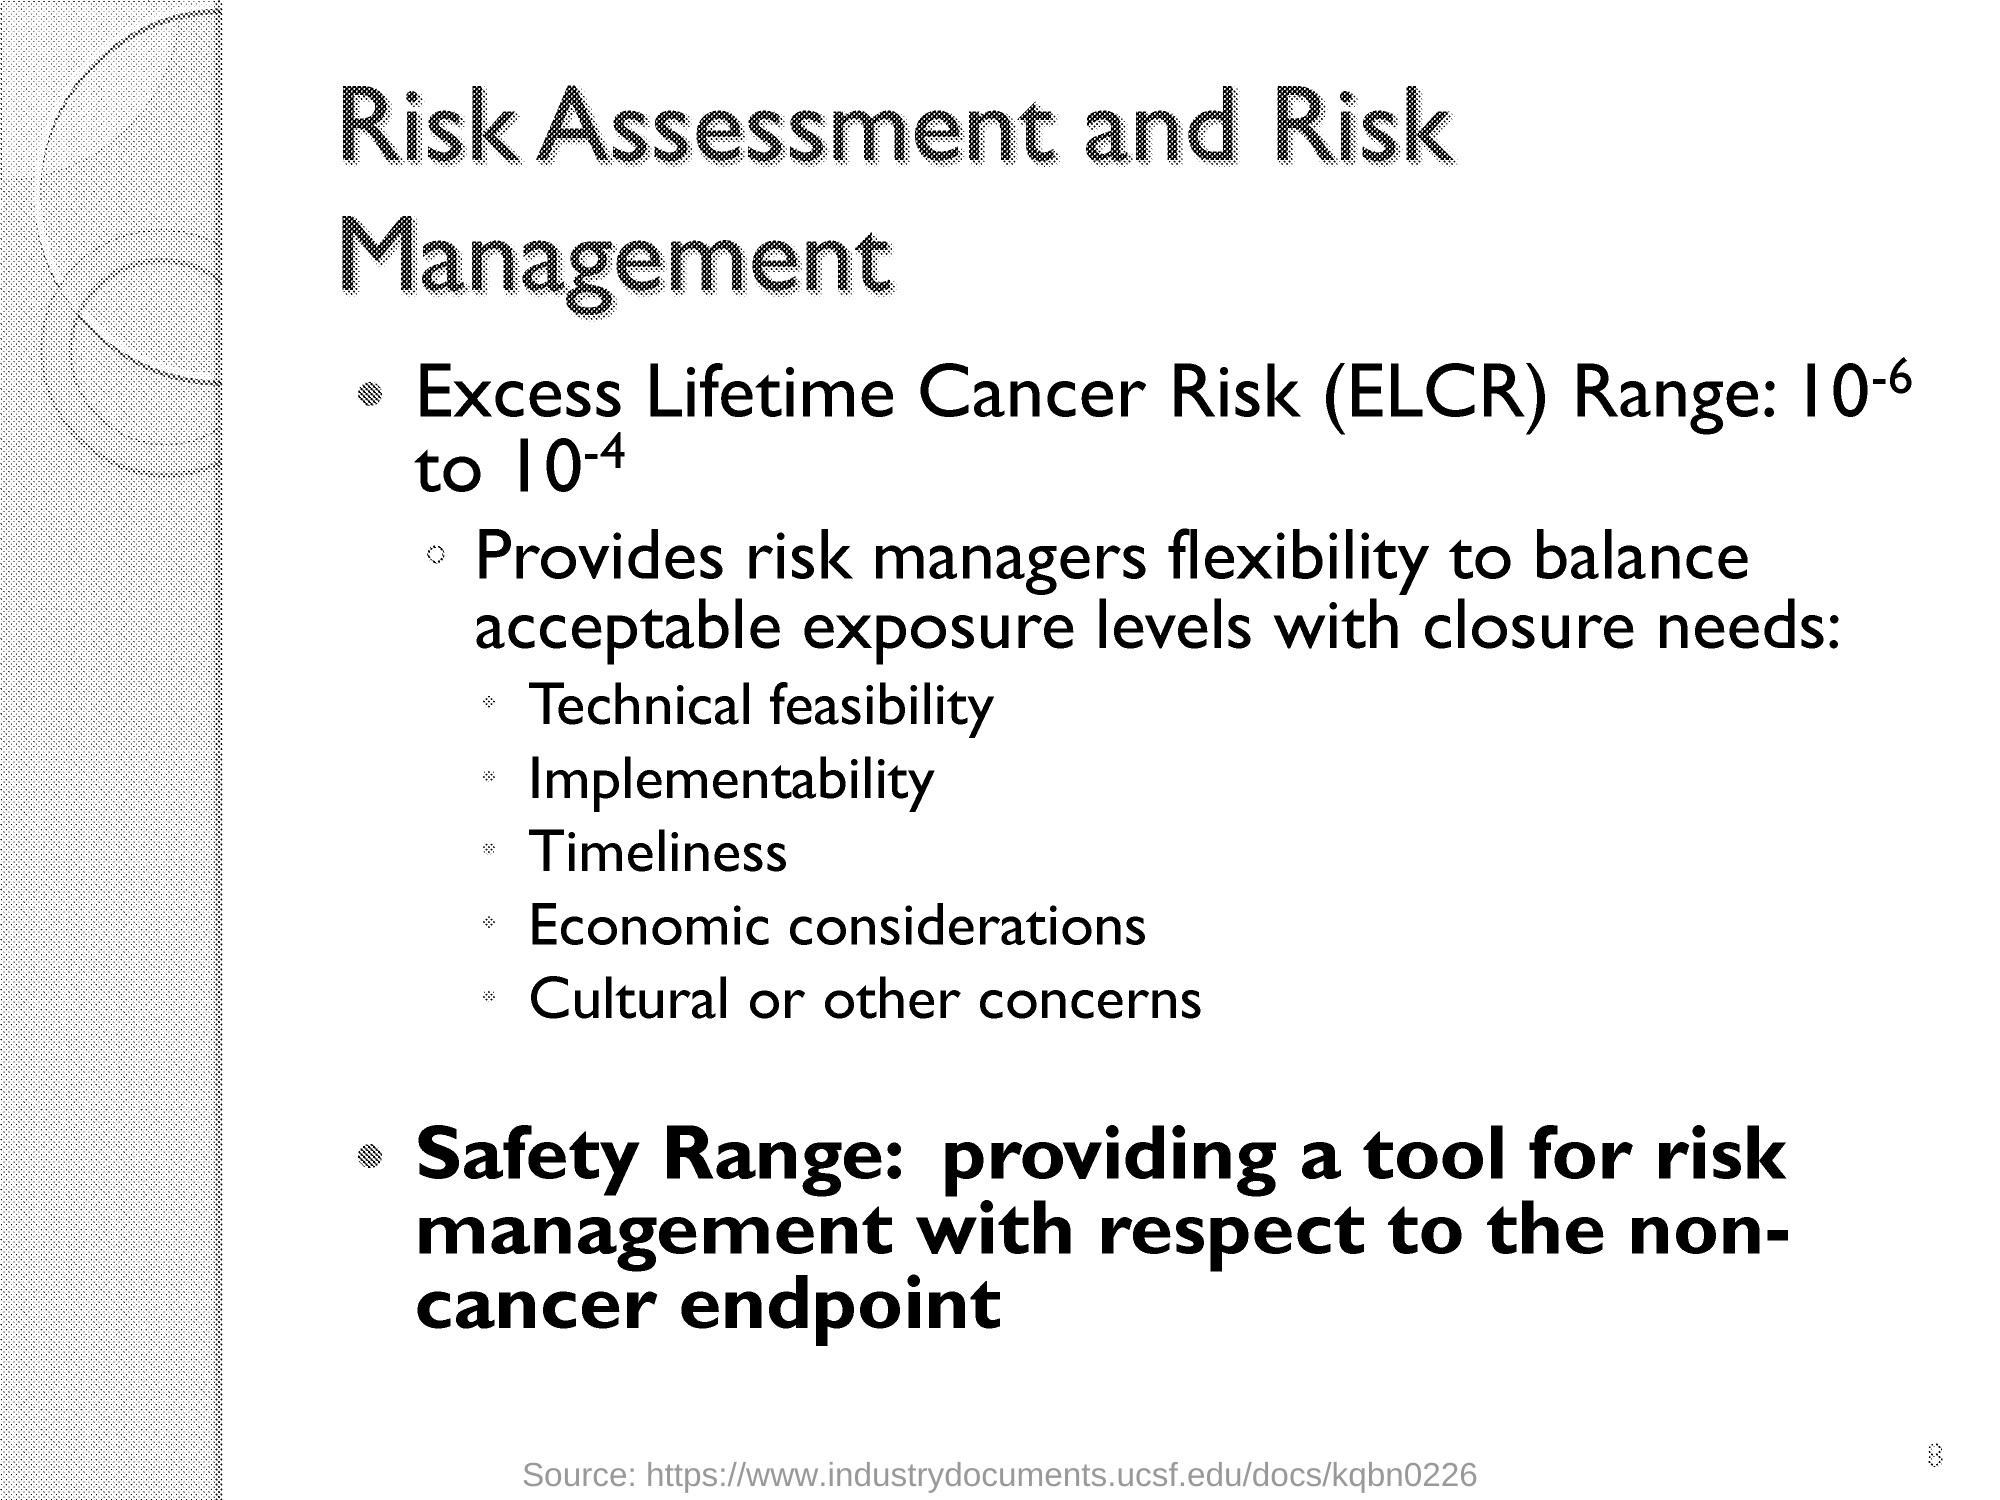 Risk Assessment and Risk
Management
• Excess Lifetime Cancer Risk (ELCR) Range: 10⁻⁶
to 10⁻⁴
◦ Provides risk managers flexibility to balance
acceptable exposure levels with closure needs:
• Technical feasibility
• Implementability
• Timeliness
• Economic considerations
• Cultural or other concerns
• Safety Range:  providing a tool for risk
management with respect to the non-
cancer endpoint
8
Source: https://www.industrydocuments.ucsf.edu/docs/kqbn0226